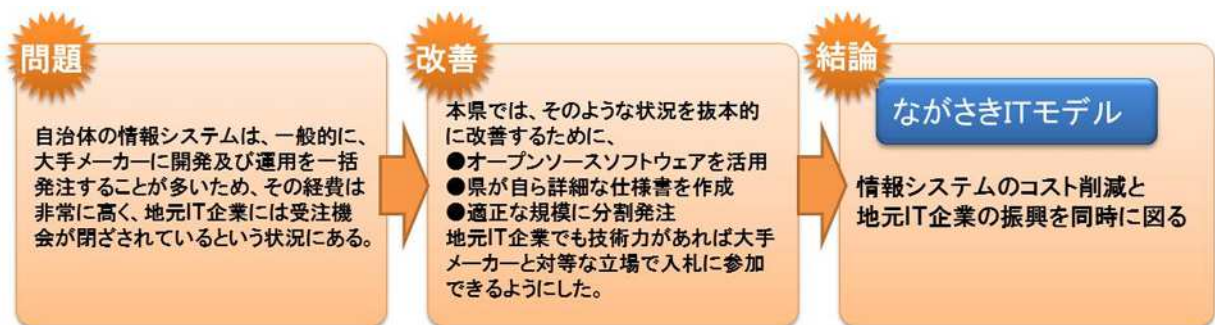 問題
自治体の情報システムは、一般的に、
大手メーカーに開発及び運用を一括
発注することが多いため、その経費は
非常に高く、地元IT企業には受注機
会が閉ざされているという状況にある。
改善
本県では、そのような状況を抜本的
に改善するために、
●オープンソースソフトウェアを活用
●県が自ら詳細な仕様書を作成
●適正な規模に分割発注
地元IT企業でも技術力があれば大手
メーカーと対等な立場で入札に参加
できるようにした。
結論
ながさきITモデル
情報システムのコスト削減と
地元IT企業の振興を同時に図る